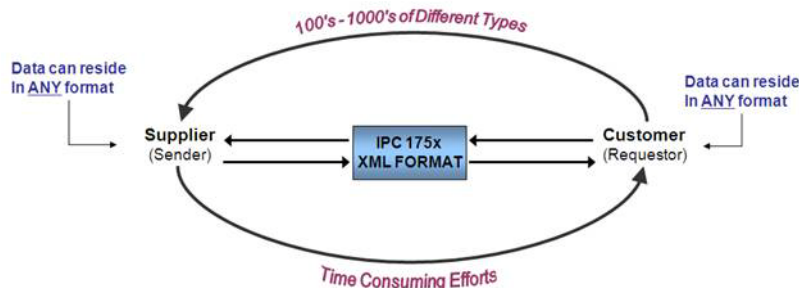 100's - 1000's of Different Types
Data can reside
In ANY format
Data can reside
In ANY format
Supplier
(Sender)
IPC 175x
XML FORMAT
Customer
(Requestor)
Time Consuming Efforts